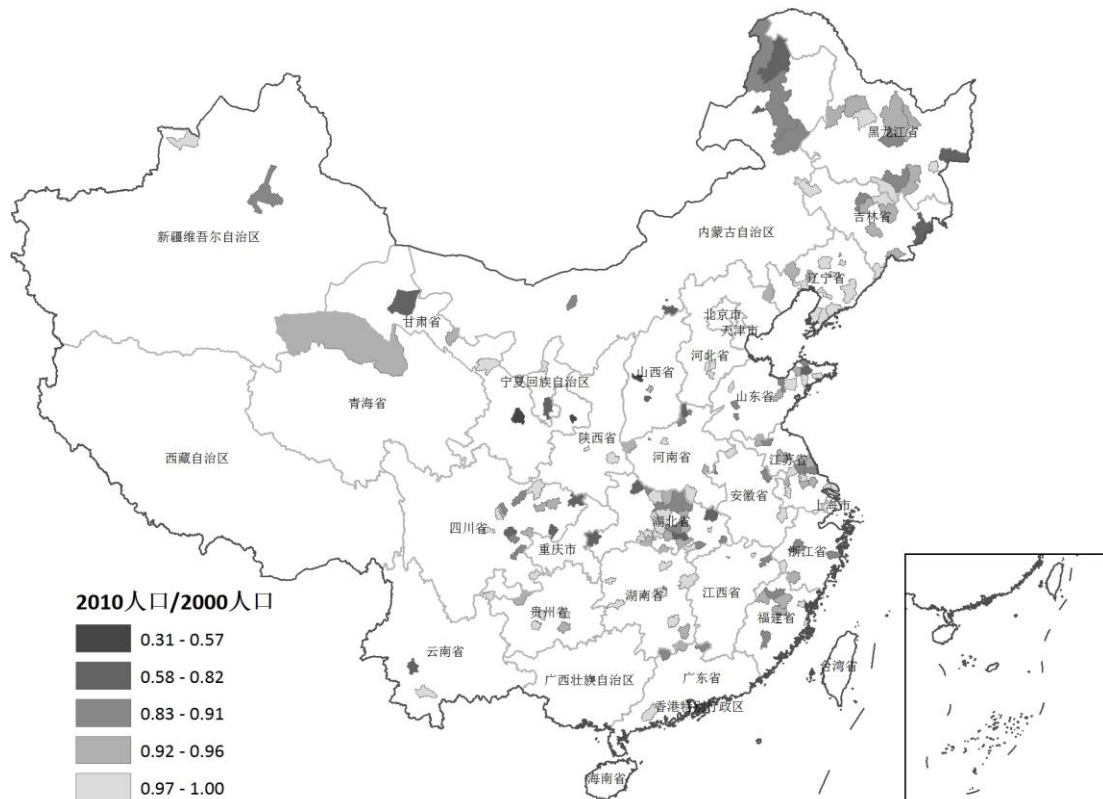 黑龙江省
吉林省
新疆维吾尔自治区
内蒙古自治区
辽宁省
甘肃省
北京市
天津市
河北省
宁夏回族自治区
山西省
山东省
青海省
陕西省
西藏自治区
河南省
江苏省
安徽省
上海市
四川省
湖北省
重庆市
浙江省
湖南省
江西省
贵州省
福建省
云南省
台湾省
广西壮族自治区
广东省
香港特别行政区
海南省
2010人口/2000人口
0.31 - 0.57
0.58 - 0.82
0.83 - 0.91
0.92 - 0.96
0.97 - 1.00